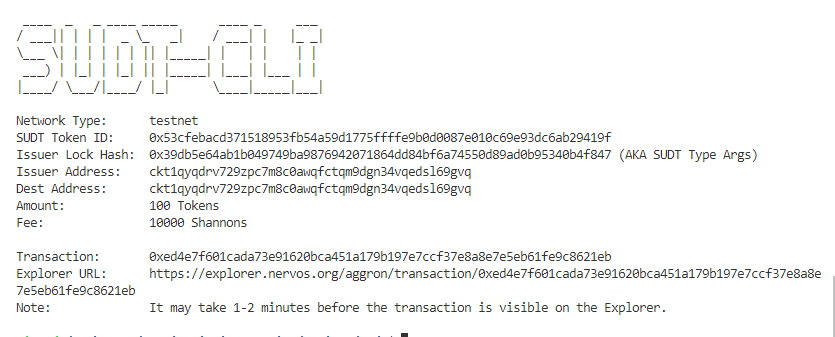 SUDT-CLI
Network Type: testnet
SUDT Token ID: 0x53cfebacd371518953fb54a59d1775ffffe9b0d0087e010c69e93dc6ab29419f
Issuer Lock Hash: 0x39db5e64ab1b049749ba9876942071864dd84bf6a74550d89ad0b95340b4f847 (AKA SUDT Type Args)
Issuer Address: ckt1qyqdrv729zpc7m8c0awqfctqm9dgn34vqedsl69gvq
Dest Address: ckt1qyqdrv729zpc7m8c0awqfctqm9dgn34vqedsl69gvq
Amount: 100 Tokens
Fee: 10000 Shannons
Transaction: 0xed4e7f601cada73e91620bca451a179b197e7ccf37e8a8e7e5eb61fe9c8621eb
Explorer URL: https://explorer.nervos.org/aggron/transaction/0xed4e7f601cada73e91620bca451a179b197e7ccf37e8a8e
7e5eb61fe9c8621eb
Note: It may take 1-2 minutes before the transaction is visible on the Explorer.